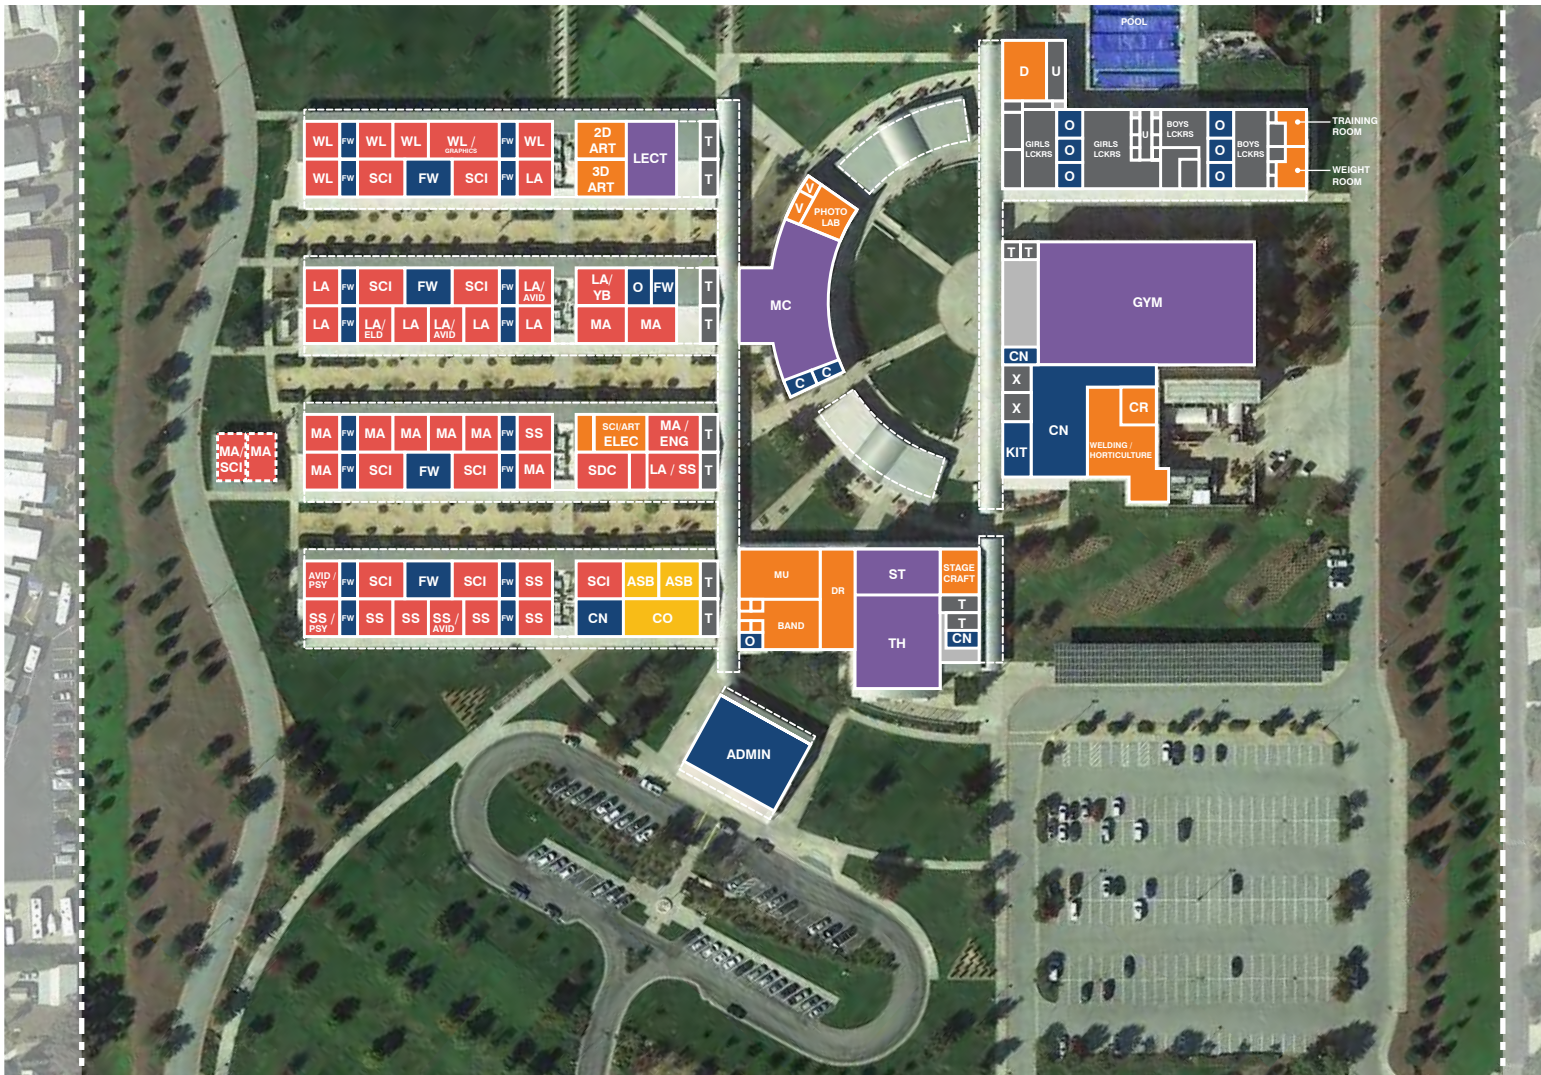 POOL
D U
TRAINING
ROOM
WEIGHT
ROOM
GIRLS
LCKRS
O
O
O
GIRLS
LCKRS
U
BOYS
LCKRS
O
O
O
BOYS
LCKRS
WL FW WL WL WL /
GRAPHICS
FW WL
2D
ART
LECT
T
WL FW SCI FW SCI FW LA
3D
ART
T
V
V
PHOTO
LAB
MC
C C
T T
GYM
CN
X
X
KIT
CN
CR
WELDING /
HORTICULTURE
LA FW SCI FW SCI FW LA/
AVID
LA/
YB
O FW T
LA FW LA/
ELD
LA LA/
AVID
LA FW LA MA MA T
MA/
SCI
MA
MA FW MA MA MA MA FW SS
SCI/ART
ELEC
MA /
ENG
T
MA FW SCI FW SCI FW MA SDC LA / SS T
AVID /
PSY
FW SCI FW SCI FW SS SCI ASB ASB T
SS /
PSY
FW SS SS SS /
AVID
SS FW SS CN CO T
MU
DR
ST
STAGE
CRAFT
BAND
O
TH
T
T
CN
ADMIN